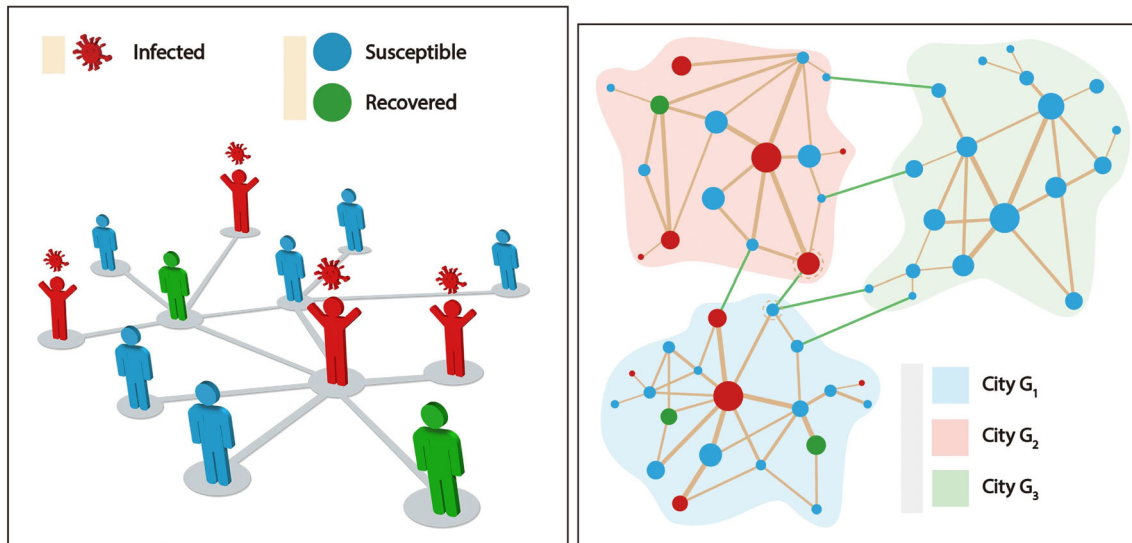 Infected
Susceptible
Recovered
City G₁
City G₂
City G₃